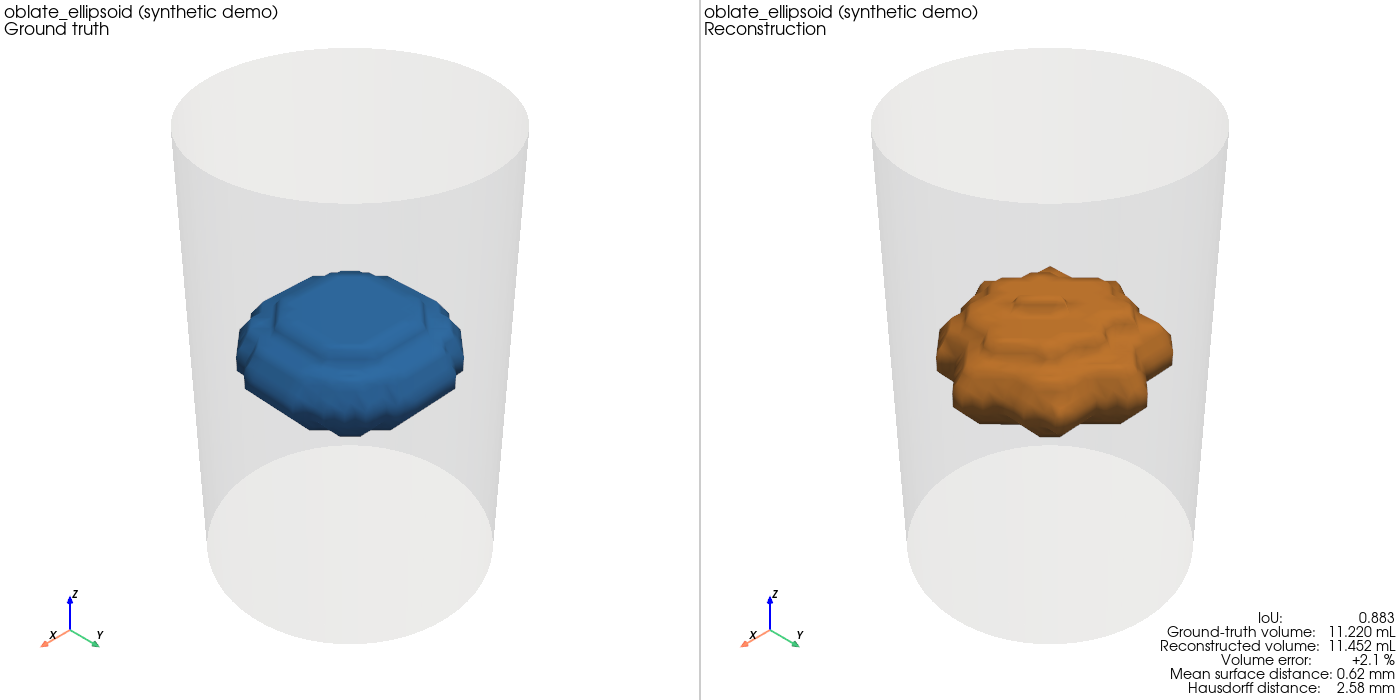 oblate_ellipsoid (synthetic demo)
Ground truth
Z
X
Y
oblate_ellipsoid (synthetic demo)
Reconstruction
Z
X
Y
IoU: 0.883
Ground-truth volume: 11.220 mL
Reconstructed volume: 11.452 mL
Volume error: +2.1 %
Mean surface distance: 0.62 mm
Hausdorff distance: 2.58 mm